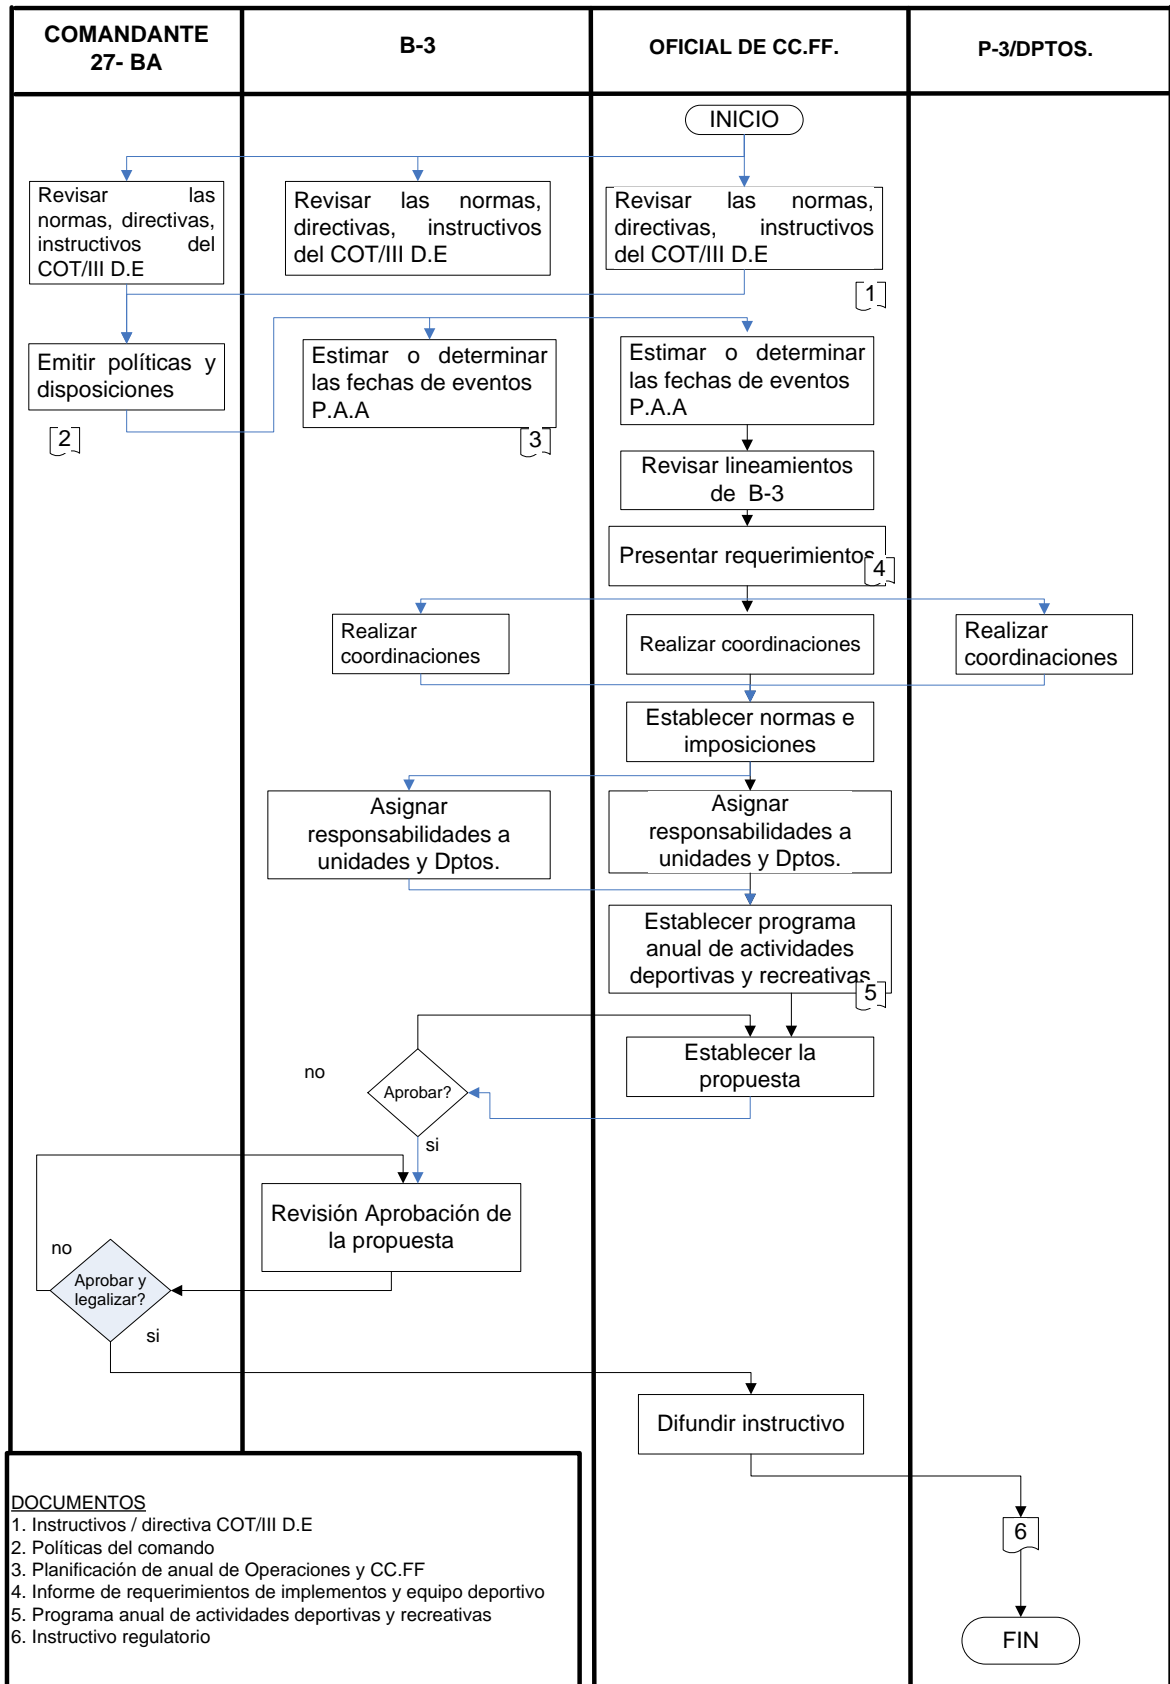 COMANDANTE
27- BA
B-3
OFICIAL DE CC.FF.
P-3/DPTOS.
INICIO
Revisar las
normas, directivas,
instructivos del
COT/III D.E
Revisar las normas,
directivas, instructivos
del COT/III D.E
Revisar las normas,
directivas, instructivos
del COT/III D.E
1
Emitir políticas y
disposiciones
2
Estimar o determinar
las fechas de eventos
P.A.A
3
Estimar o determinar
las fechas de eventos
P.A.A
Revisar lineamientos
de B-3
Presentar requerimientos
4
Realizar
coordinaciones
Realizar coordinaciones
Realizar
coordinaciones
Establecer normas e
imposiciones
Asignar
responsabilidades a
unidades y Dptos.
Asignar
responsabilidades a
unidades y Dptos.
Establecer programa
anual de actividades
deportivas y recreativas
5
Establecer la
propuesta
no
Aprobar?
si
Revisión Aprobación de
la propuesta
no
Aprobar y
legalizar?
si
Difundir instructivo
6
FIN
DOCUMENTOS
1. Instructivos / directiva COT/III D.E
2. Políticas del comando
3. Planificación de anual de Operaciones y CC.FF
4. Informe de requerimientos de implementos y equipo deportivo
5. Programa anual de actividades deportivas y recreativas
6. Instructivo regulatorio